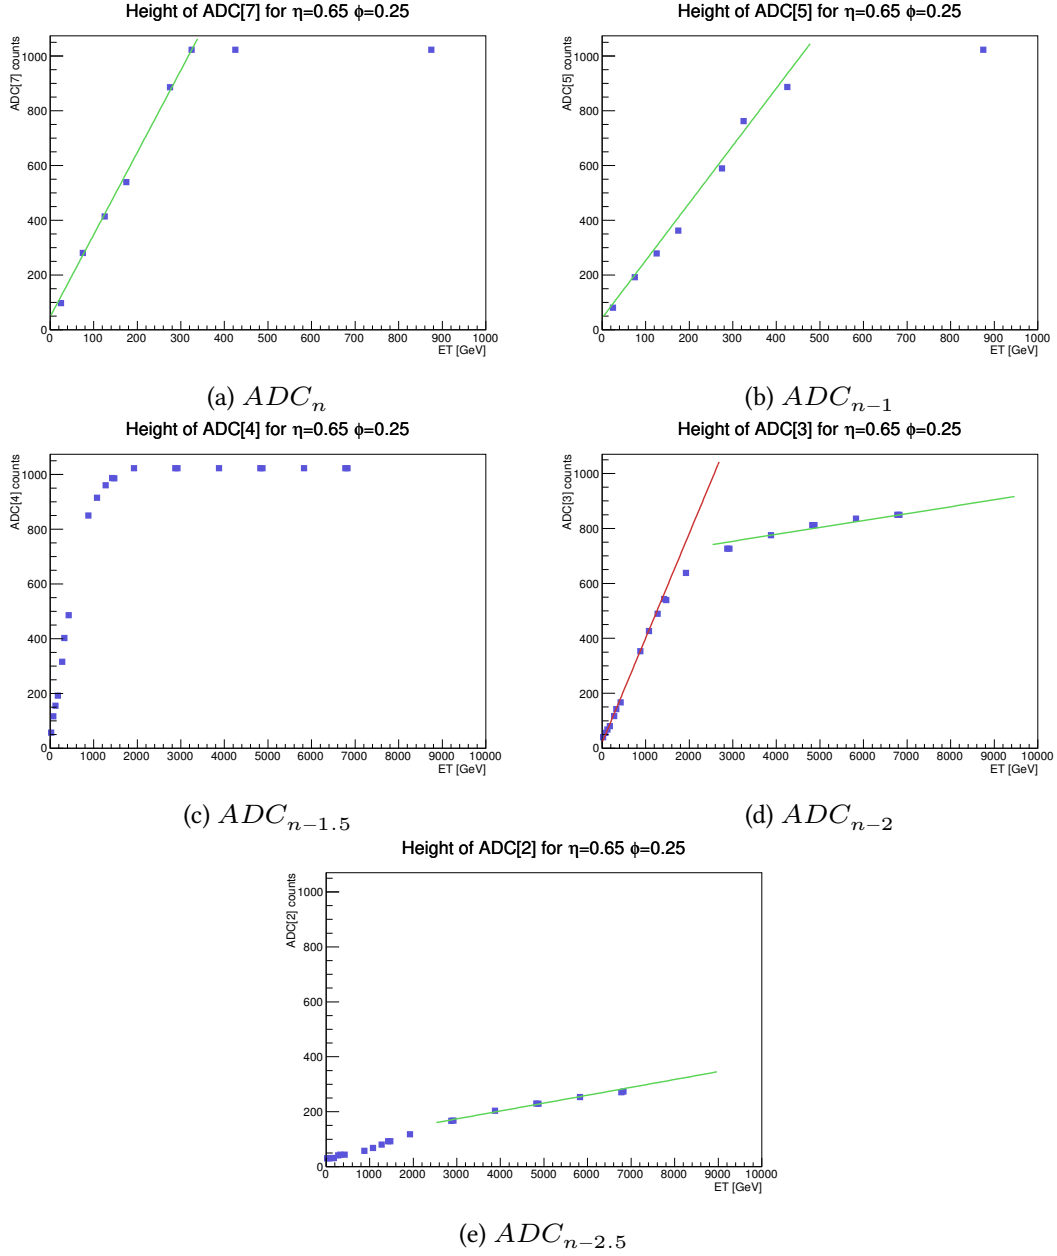 Height of ADC[7] for η=0.65 φ=0.25
ADC[7] counts
1000
800
600
400
200
0
0 100 200 300 400 500 600 700 800 900 1000
ET [GeV]
(a) ADCₙ
Height of ADC[5] for η=0.65 φ=0.25
ADC[5] counts
1000
800
600
400
200
0
0 100 200 300 400 500 600 700 800 900 1000
ET [GeV]
(b) ADCₙ₋₁
Height of ADC[4] for η=0.65 φ=0.25
ADC[4] counts
1000
800
600
400
200
0
0 1000 2000 3000 4000 5000 6000 7000 8000 9000 10000
ET [GeV]
(c) ADC_{n−1.5}
Height of ADC[3] for η=0.65 φ=0.25
ADC[3] counts
1000
800
600
400
200
0
0 1000 2000 3000 4000 5000 6000 7000 8000 9000 10000
ET [GeV]
(d) ADCₙ₋₂
Height of ADC[2] for η=0.65 φ=0.25
ADC[2] counts
1000
800
600
400
200
0
0 1000 2000 3000 4000 5000 6000 7000 8000 9000 10000
ET [GeV]
(e) ADC_{n−2.5}